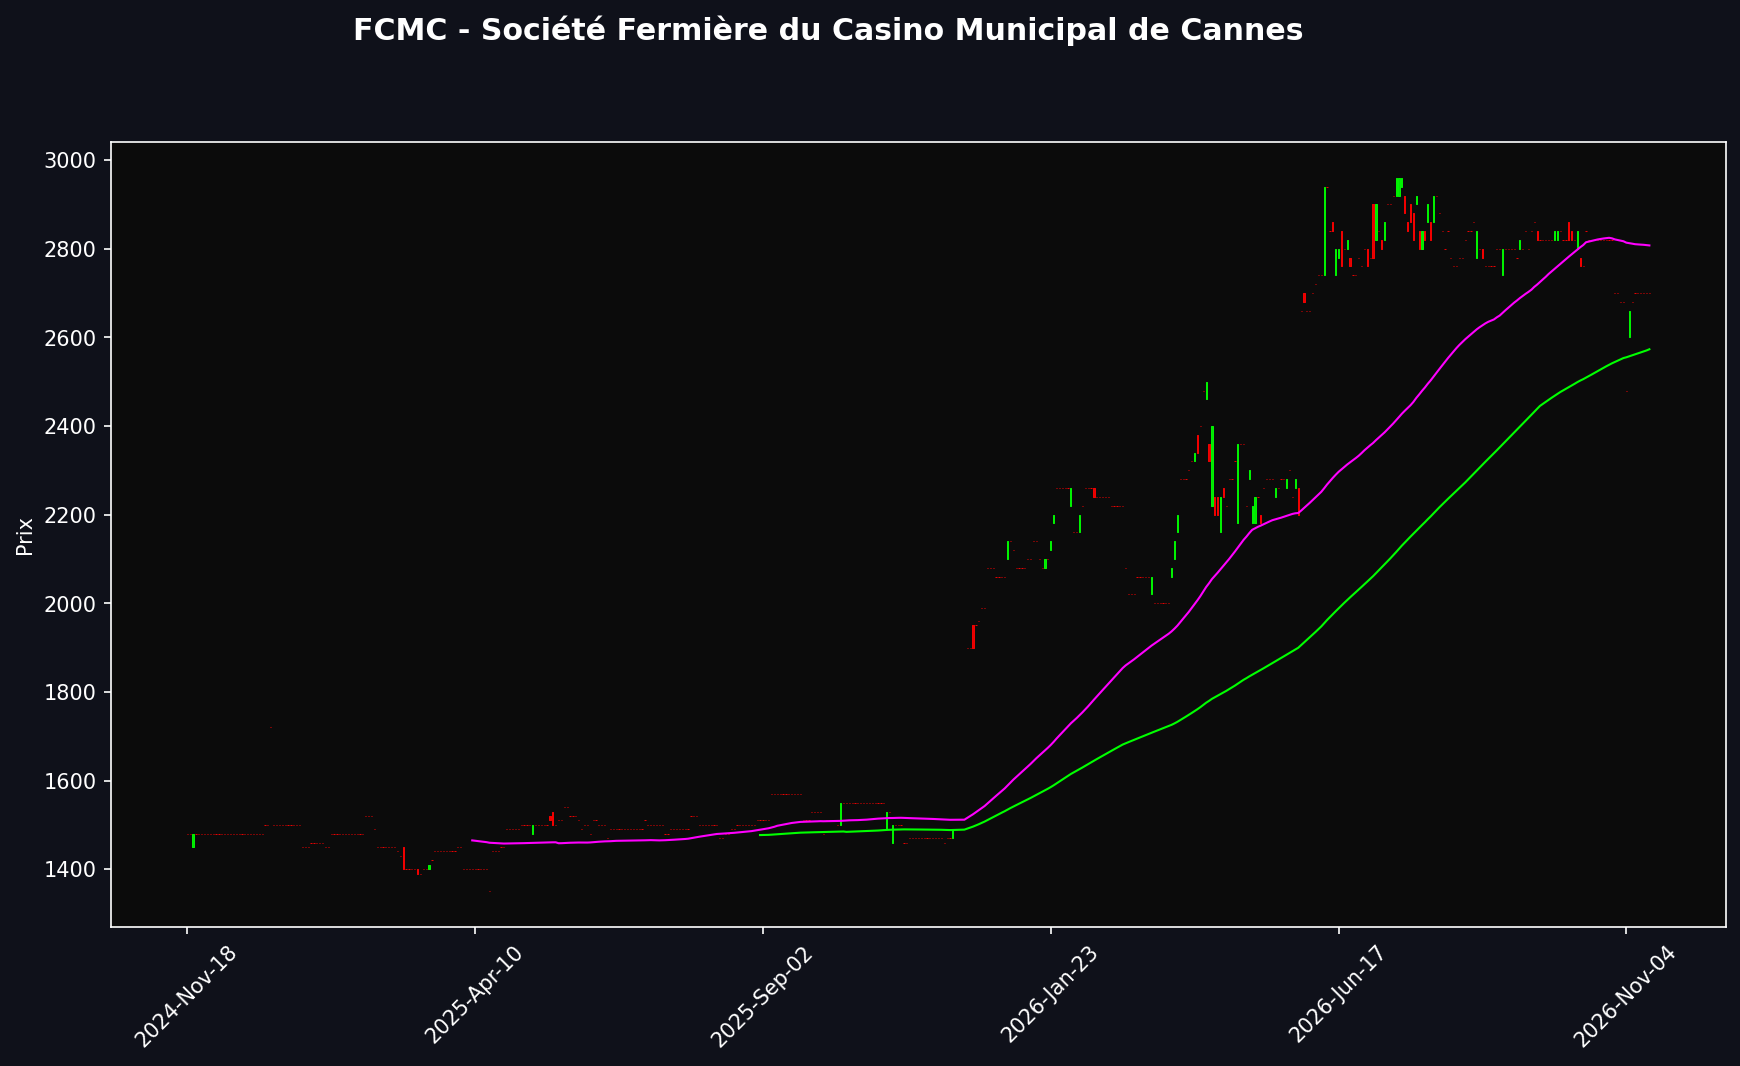 FCMC - Société Fermière du Casino Municipal de Cannes
Prix
3000
2800
2600
2400
2200
2000
1800
1600
1400
2024-Nov-18
2025-Apr-10
2025-Sep-02
2026-Jan-23
2026-Jun-17
2026-Nov-04